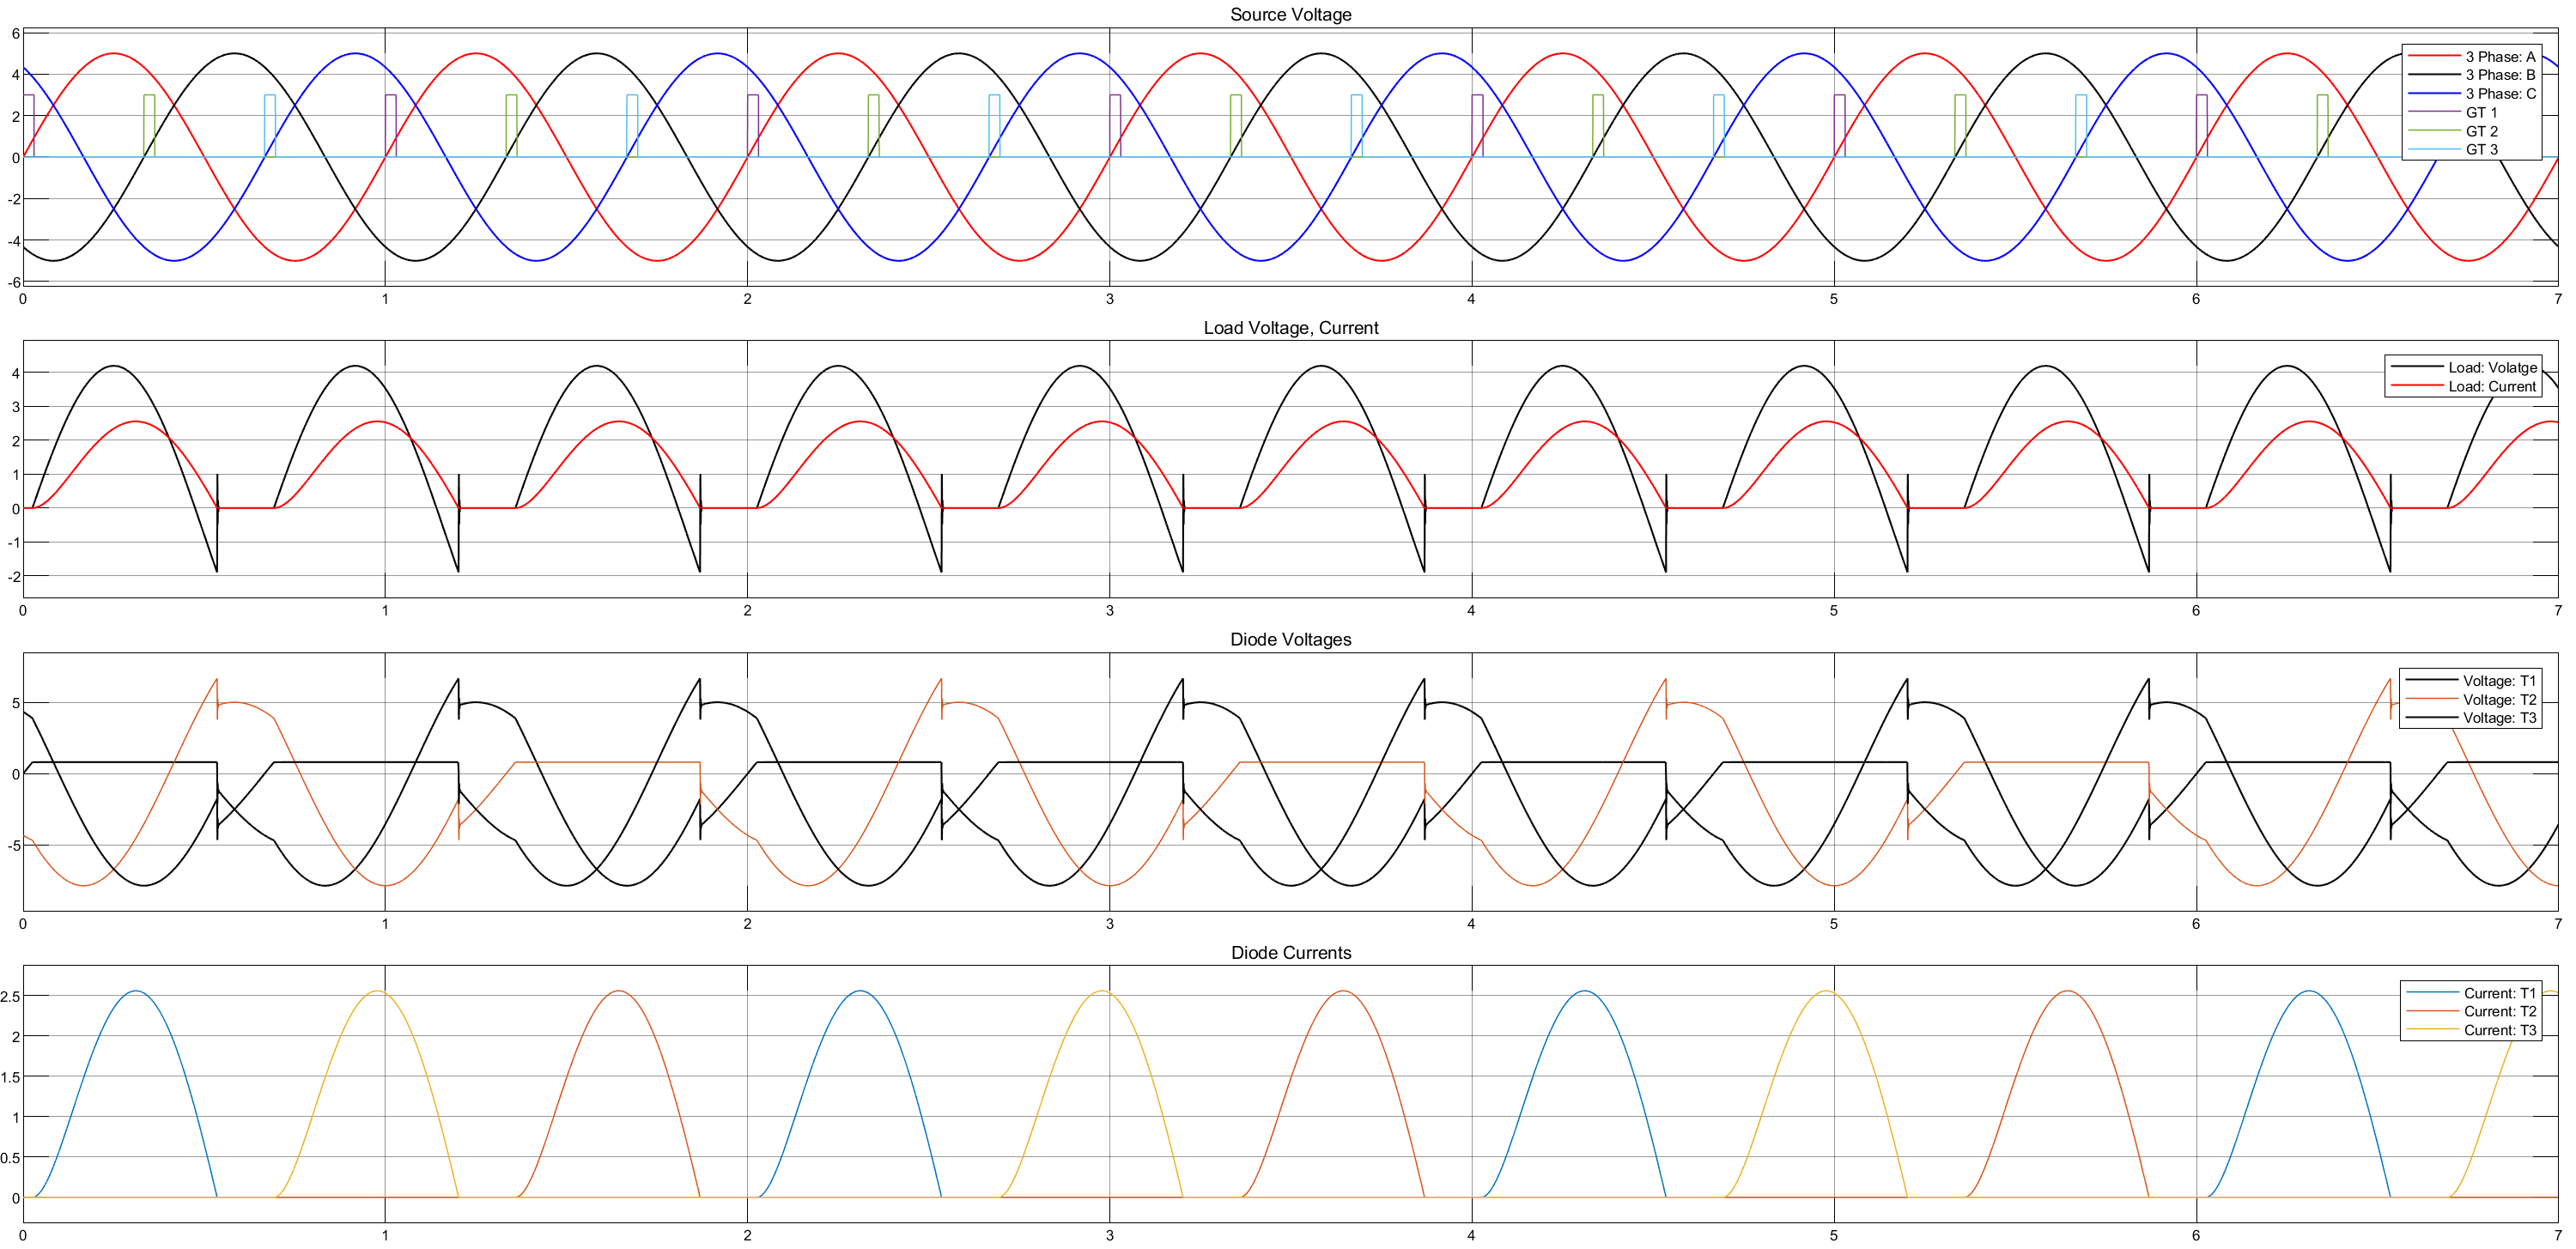 Source Voltage
6
4
2
0
-2
-4
-6
0 1 2 3 4 5 6 7
3 Phase: A
3 Phase: B
3 Phase: C
GT 1
GT 2
GT 3
Load Voltage, Current
4
3
2
1
0
-1
-2
0 1 2 3 4 5 6 7
Load: Volatge
Load: Current
Diode Voltages
5
0
-5
0 1 2 3 4 5 6 7
Voltage: T1
Voltage: T2
Voltage: T3
Diode Currents
2.5
2
1.5
1
0.5
0
0 1 2 3 4 5 6 7
Current: T1
Current: T2
Current: T3